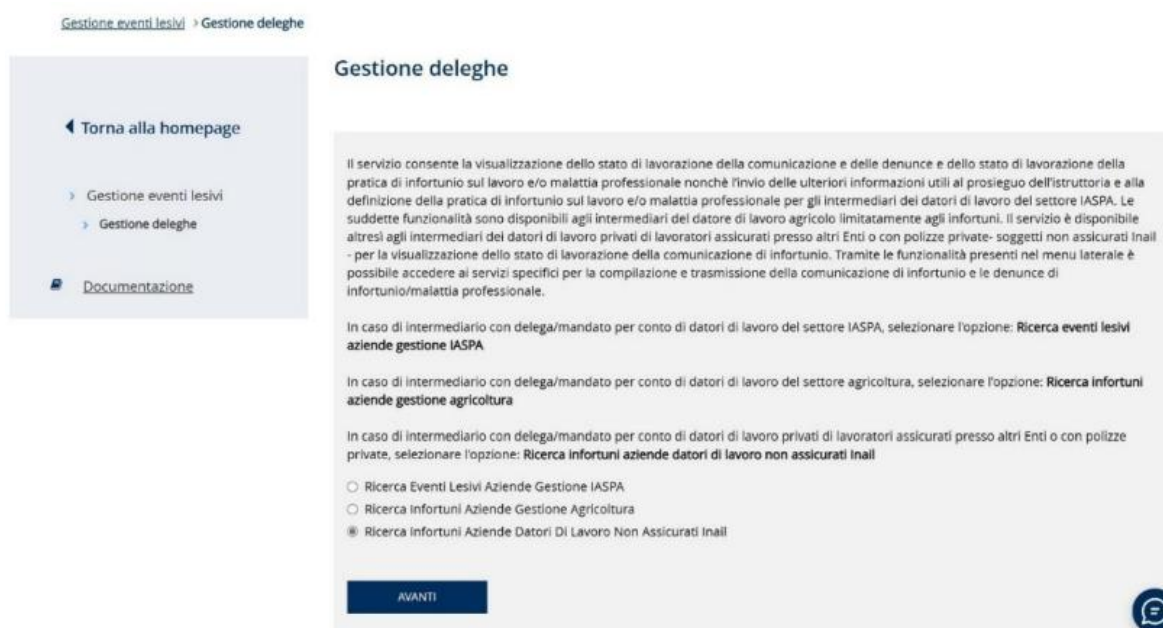 Gestione eventi lesivi > Gestione deleghe
Torna alla homepage
> Gestione eventi lesivi
> Gestione deleghe
Documentazione
Gestione deleghe
Il servizio consente la visualizzazione dello stato di lavorazione della comunicazione e delle denunce e dello stato di lavorazione della
pratica di infortunio sul lavoro e/o malattia professionale nonchè l'invio delle ulteriori informazioni utili al prosieguo dell'istruttoria e alla
definizione della pratica di infortunio sul lavoro e/o malattia professionale per gli intermediari dei datori di lavoro del settore IASPA. Le
suddette funzionalità sono disponibili agli intermediari del datore di lavoro agricolo limitatamente agli infortuni. Il servizio è disponibile
altresì agli intermediari dei datori di lavoro privati di lavoratori assicurati presso altri Enti o con polizze private- soggetti non assicurati Inail
- per la visualizzazione dello stato di lavorazione della comunicazione di infortunio. Tramite le funzionalità presenti nel menu laterale è
possibile accedere ai servizi specifici per la compilazione e trasmissione della comunicazione di infortunio e le denunce di
infortunio/malattia professionale.
In caso di intermediario con delega/mandato per conto di datori di lavoro del settore IASPA, selezionare l'opzione: Ricerca eventi lesivi
aziende gestione IASPA
In caso di intermediario con delega/mandato per conto di datori di lavoro del settore agricoltura, selezionare l'opzione: Ricerca infortuni
aziende gestione agricoltura
In caso di intermediario con delega/mandato per conto di datori di lavoro privati di lavoratori assicurati presso altri Enti o con polizze
private, selezionare l'opzione: Ricerca infortuni aziende datori di lavoro non assicurati Inail
Ricerca Eventi Lesivi Aziende Gestione IASPA
Ricerca Infortuni Aziende Gestione Agricoltura
Ricerca Infortuni Aziende Datori Di Lavoro Non Assicurati Inail
AVANTI